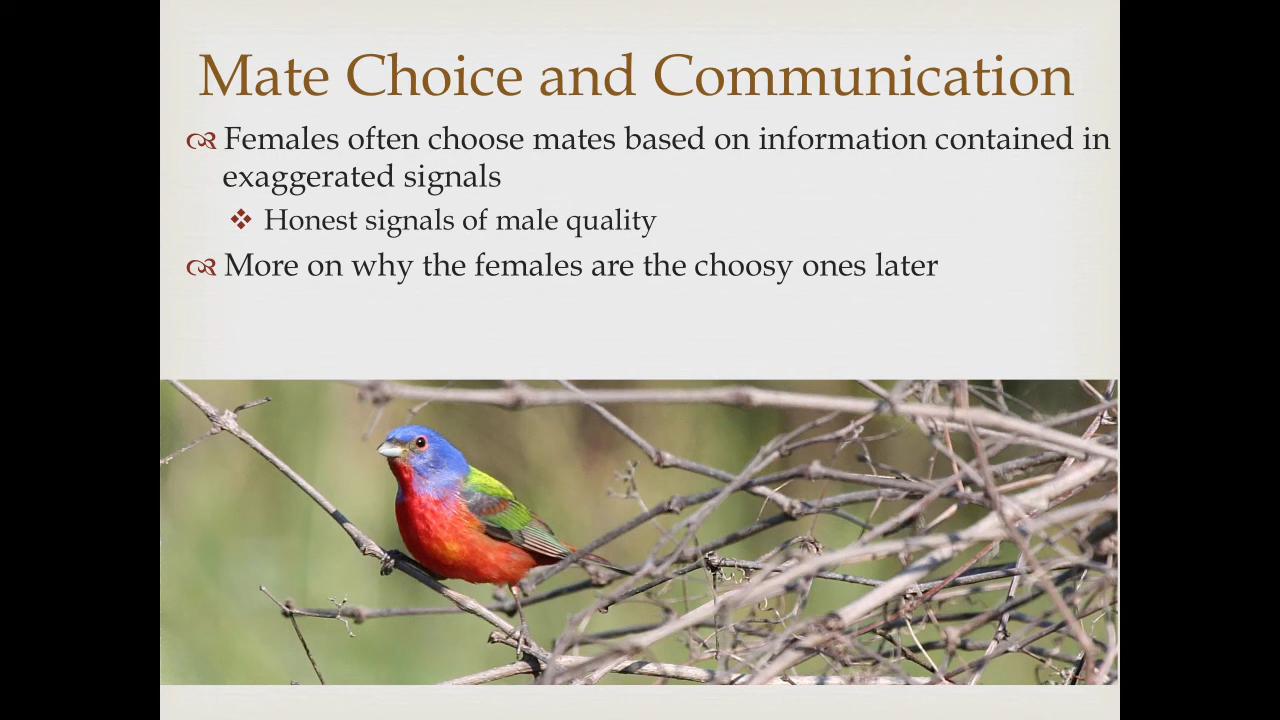 Mate Choice and Communication
Females often choose mates based on information contained in
exaggerated signals
Honest signals of male quality
More on why the females are the choosy ones later